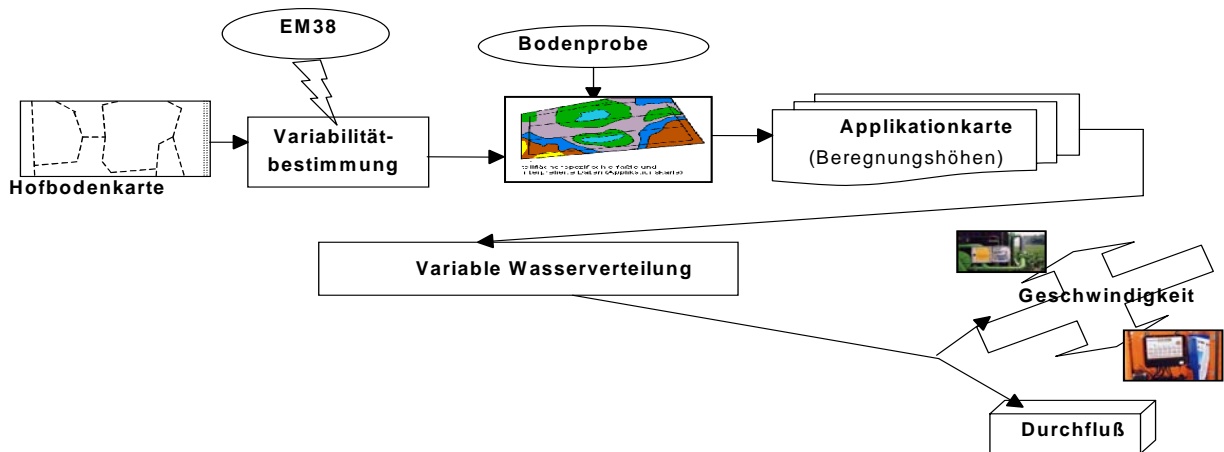 EM38
Bodenprobe
Variabilität-
bestimmung
Applikationkarte
(Beregnungshöhen)
Hofbodenkarte
Variable Wasserverteilung
Geschwindigkeit
Durchfluß